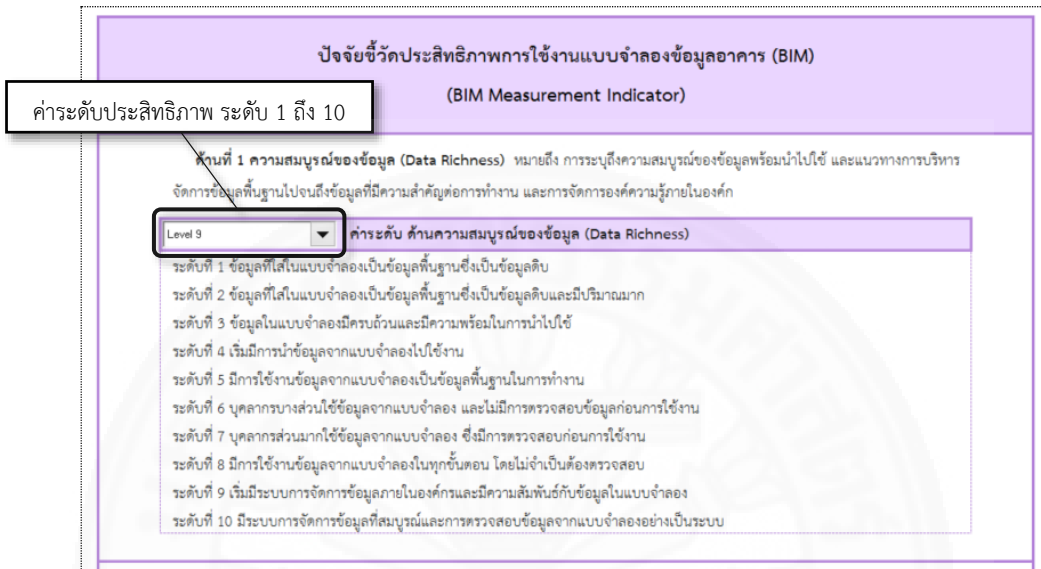 ปัจจัยชี้วัดประสิทธิภาพการใช้งานแบบจำลองข้อมูลอาคาร (BIM)
(BIM Measurement Indicator)
ค่าระดับประสิทธิภาพ ระดับ 1 ถึง 10
ด้านที่ 1 ความสมบูรณ์ของข้อมูล (Data Richness) หมายถึง การระบุถึงความสมบูรณ์ของข้อมูลพร้อมนำไปใช้ และแนวทางการบริหาร
จัดการข้อมูลพื้นฐานไปจนถึงข้อมูลที่มีความสำคัญต่อการทำงาน และการจัดการองค์ความรู้ภายในองค์ก
Level 9
ค่าระดับ ด้านความสมบูรณ์ของข้อมูล (Data Richness)
ระดับที่ 1 ข้อมูลที่ใส่ในแบบจำลองเป็นข้อมูลพื้นฐานซึ่งเป็นข้อมูลดิบ
ระดับที่ 2 ข้อมูลที่ใส่ในแบบจำลองเป็นข้อมูลพื้นฐานซึ่งเป็นข้อมูลดิบและมีปริมาณมาก
ระดับที่ 3 ข้อมูลในแบบจำลองมีครบถ้วนและมีความพร้อมในการนำไปใช้
ระดับที่ 4 เริ่มมีการนำข้อมูลจากแบบจำลองไปใช้งาน
ระดับที่ 5 มีการใช้งานข้อมูลจากแบบจำลองเป็นข้อมูลพื้นฐานในการทำงาน
ระดับที่ 6 บุคลากรบางส่วนใช้ข้อมูลจากแบบจำลอง และไม่มีการตรวจสอบข้อมูลก่อนการใช้งาน
ระดับที่ 7 บุคลากรส่วนมากใช้ข้อมูลจากแบบจำลอง ซึ่งมีการตรวจสอบก่อนการใช้งาน
ระดับที่ 8 มีการใช้งานข้อมูลจากแบบจำลองในทุกขั้นตอน โดยไม่จำเป็นต้องตรวจสอบ
ระดับที่ 9 เริ่มมีระบบการจัดการข้อมูลภายในองค์กรและมีความสัมพันธ์กับข้อมูลในแบบจำลอง
ระดับที่ 10 มีระบบการจัดการข้อมูลที่สมบูรณ์และการตรวจสอบข้อมูลจากแบบจำลองอย่างเป็นระบบ